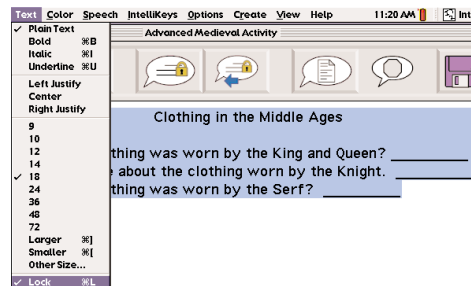 Text Color Speech IntelliKeys Options Create View Help 11:20 AM Int
Advanced Medieval Activity
✓ Plain Text
Bold ⌘B
Italic ⌘I
Underline ⌘U
Left Justify
Center
Right Justify
9
10
12
14
✓ 18
24
36
48
72
Larger ⌘]
Smaller ⌘[
Other Size...
Lock ⌘L
Clothing in the Middle Ages
thing was worn by the King and Queen? ________
about the clothing worn by the Knight. ________
thing was worn by the Serf? ________